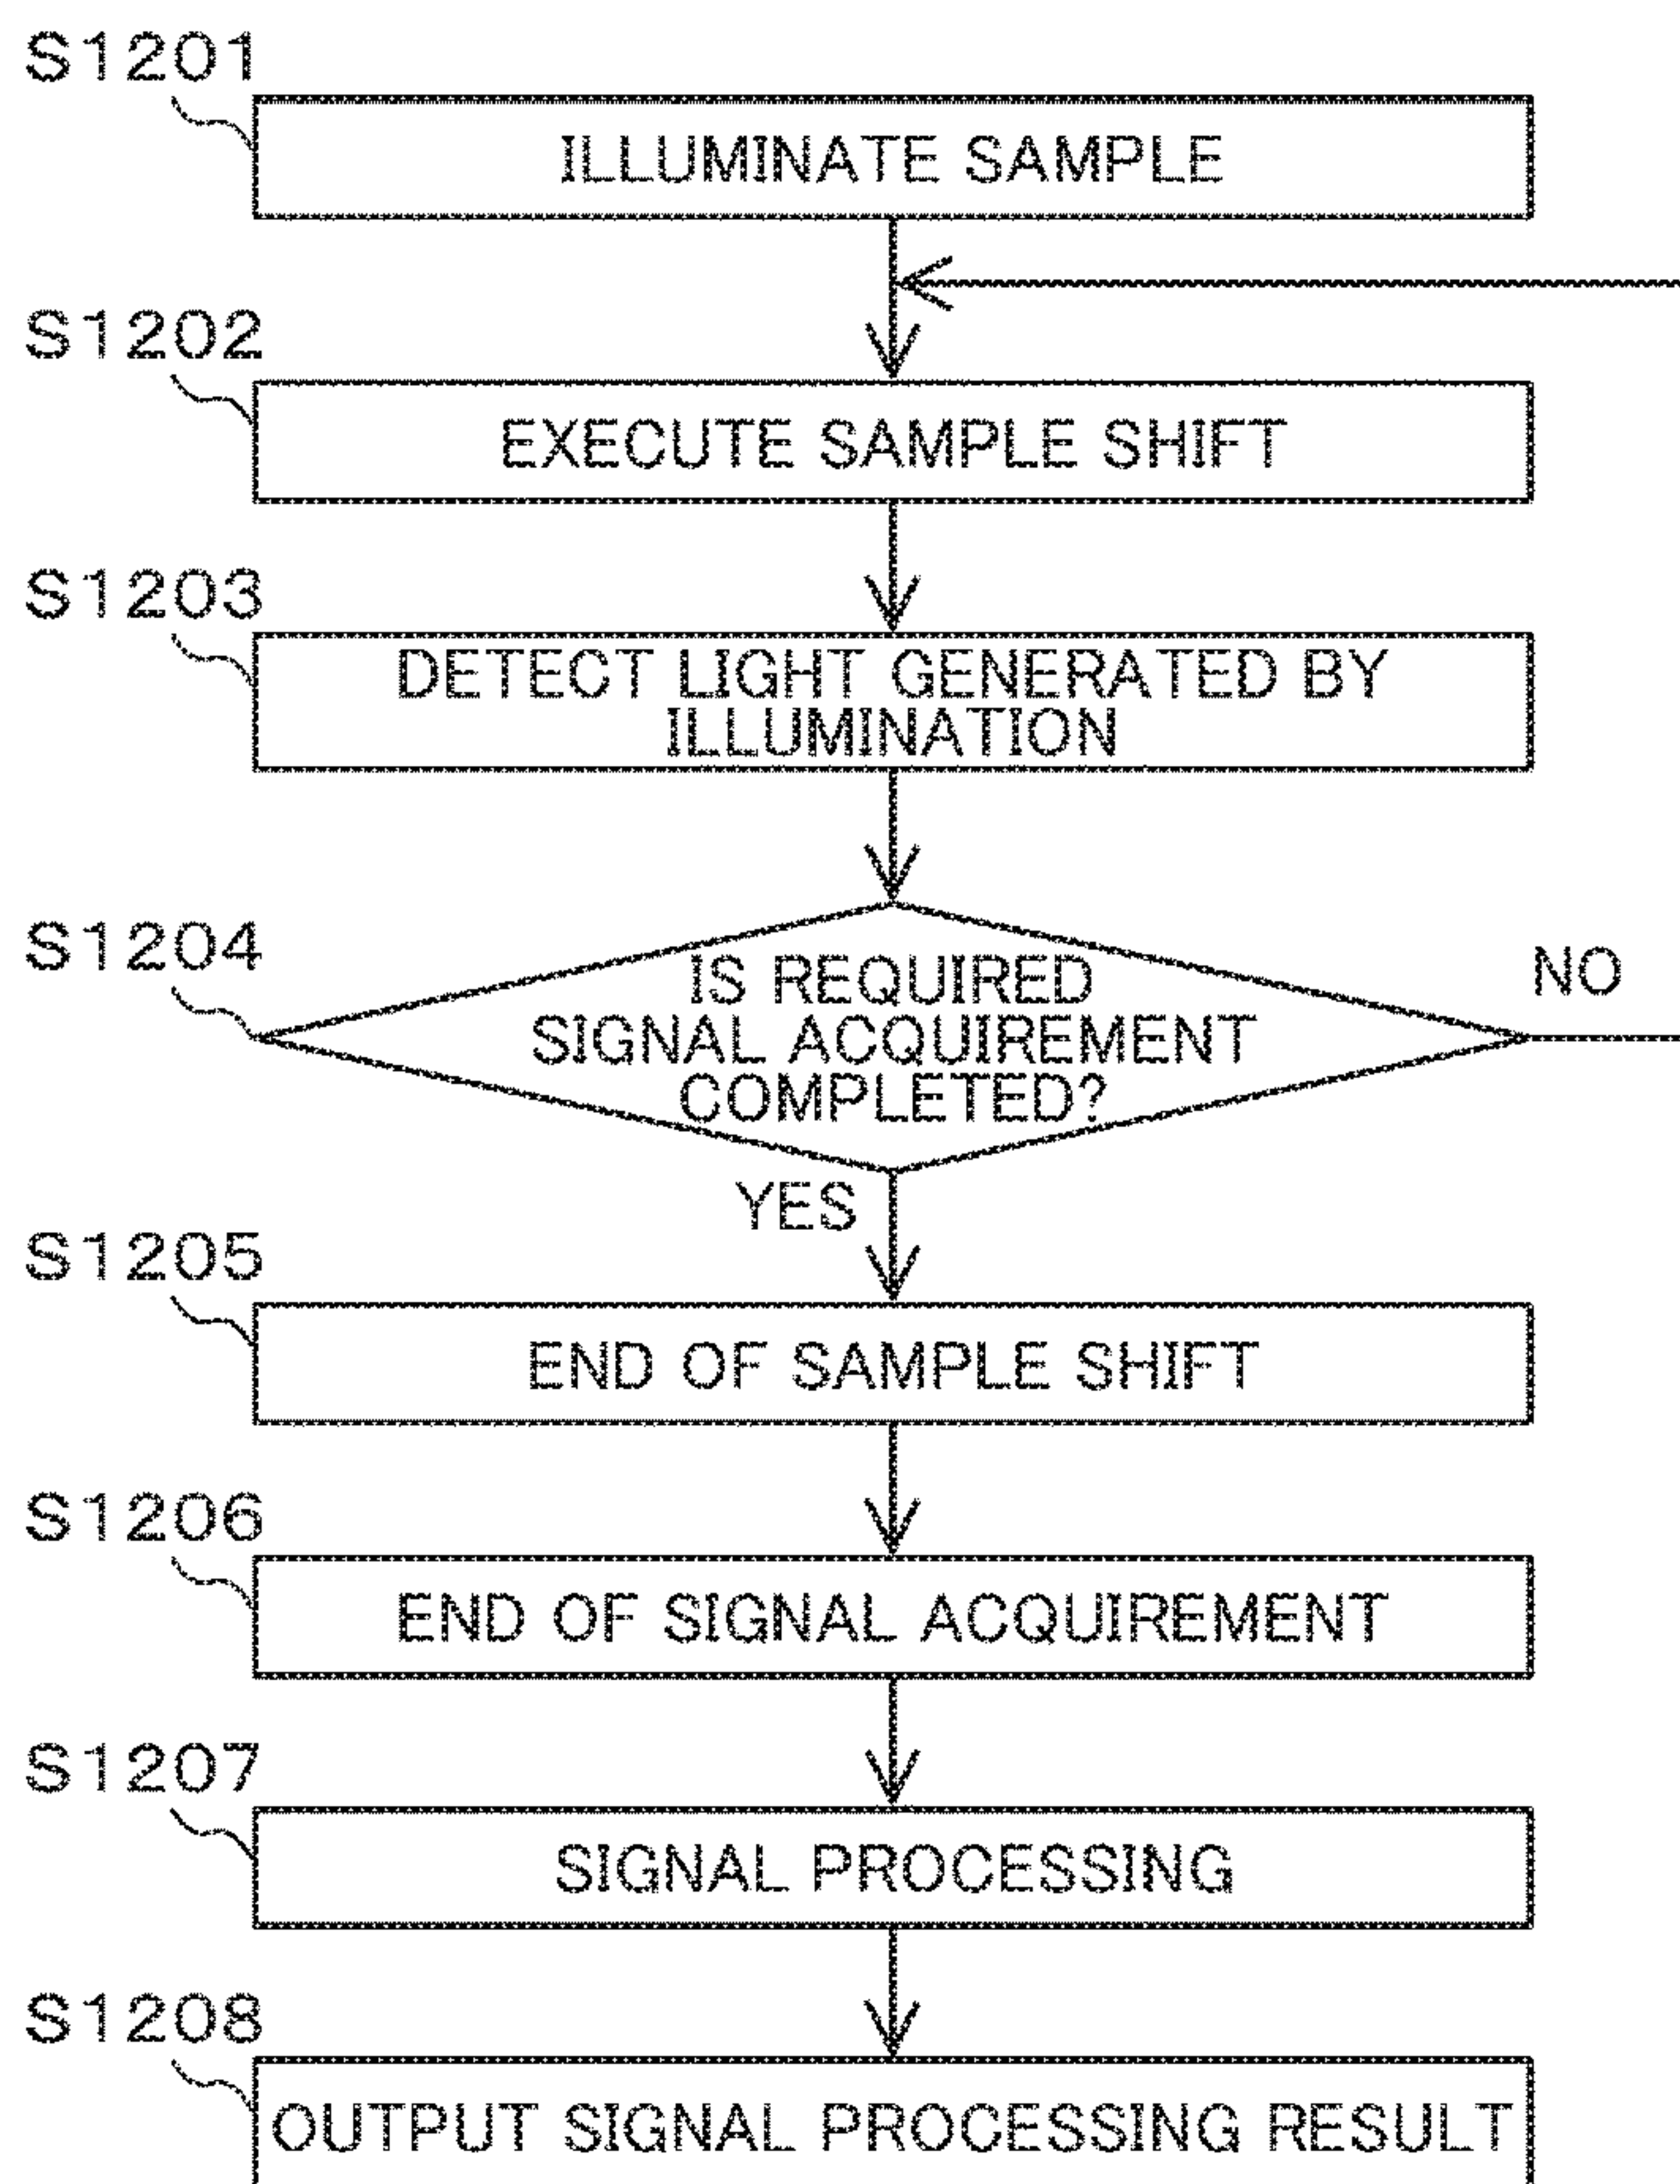 S1201
ILLUMINATE SAMPLE
S1202
EXECUTE SAMPLE SHIFT
S1203
DETECT LIGHT GENERATED BY
ILLUMINATION
S1204
IS REQUIRED
SIGNAL ACQUIREMENT
COMPLETED?
NO
YES
S1205
END OF SAMPLE SHIFT
S1206
END OF SIGNAL ACQUIREMENT
S1207
SIGNAL PROCESSING
S1208
OUTPUT SIGNAL PROCESSING RESULT